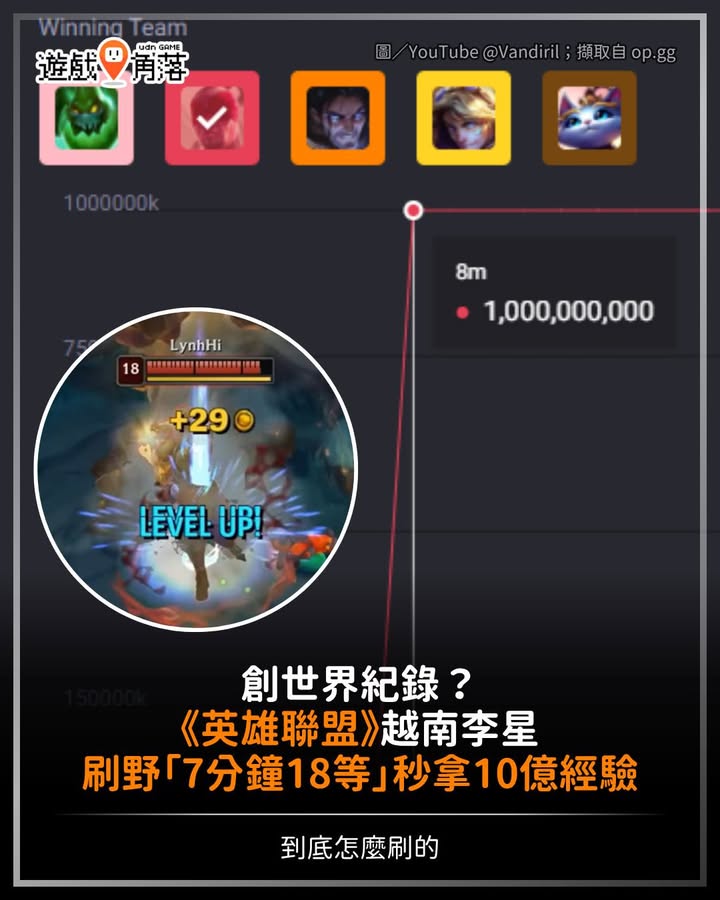 Winning Team
udn GAME
遊戲角落
圖／YouTube @Vandiril；擷取自 op.gg
1000000k
8m
1,000,000,000
75
LynhHi
18
+29
LEVEL UP!
150000k
創世界紀錄？
《英雄聯盟》越南李星
刷野「7分鐘18等」秒拿10億經驗
到底怎麼刷的